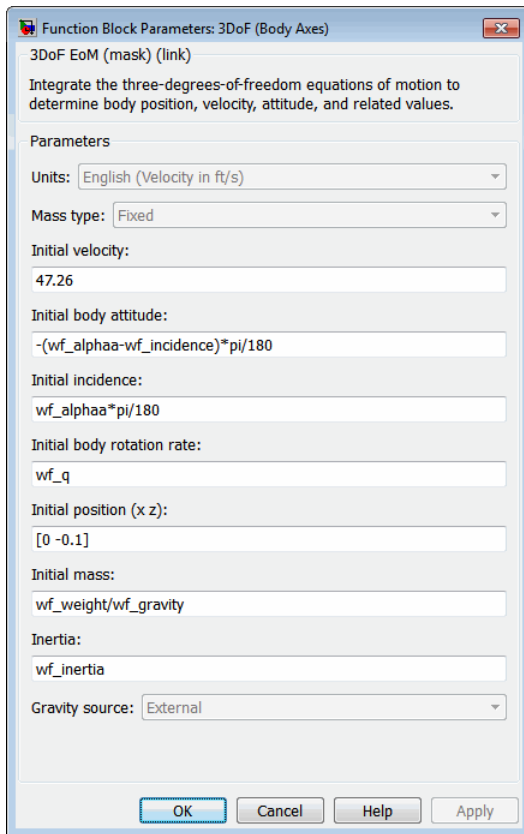 Function Block Parameters: 3DoF (Body Axes)
3DoF EoM (mask) (link)
Integrate the three-degrees-of-freedom equations of motion to
determine body position, velocity, attitude, and related values.
Parameters
Units: English (Velocity in ft/s)
Mass type: Fixed
Initial velocity:
47.26
Initial body attitude:
-(wf_alphaa-wf_incidence)*pi/180
Initial incidence:
wf_alphaa*pi/180
Initial body rotation rate:
wf_q
Initial position (x z):
[0 -0.1]
Initial mass:
wf_weight/wf_gravity
Inertia:
wf_inertia
Gravity source: External
OK Cancel Help Apply